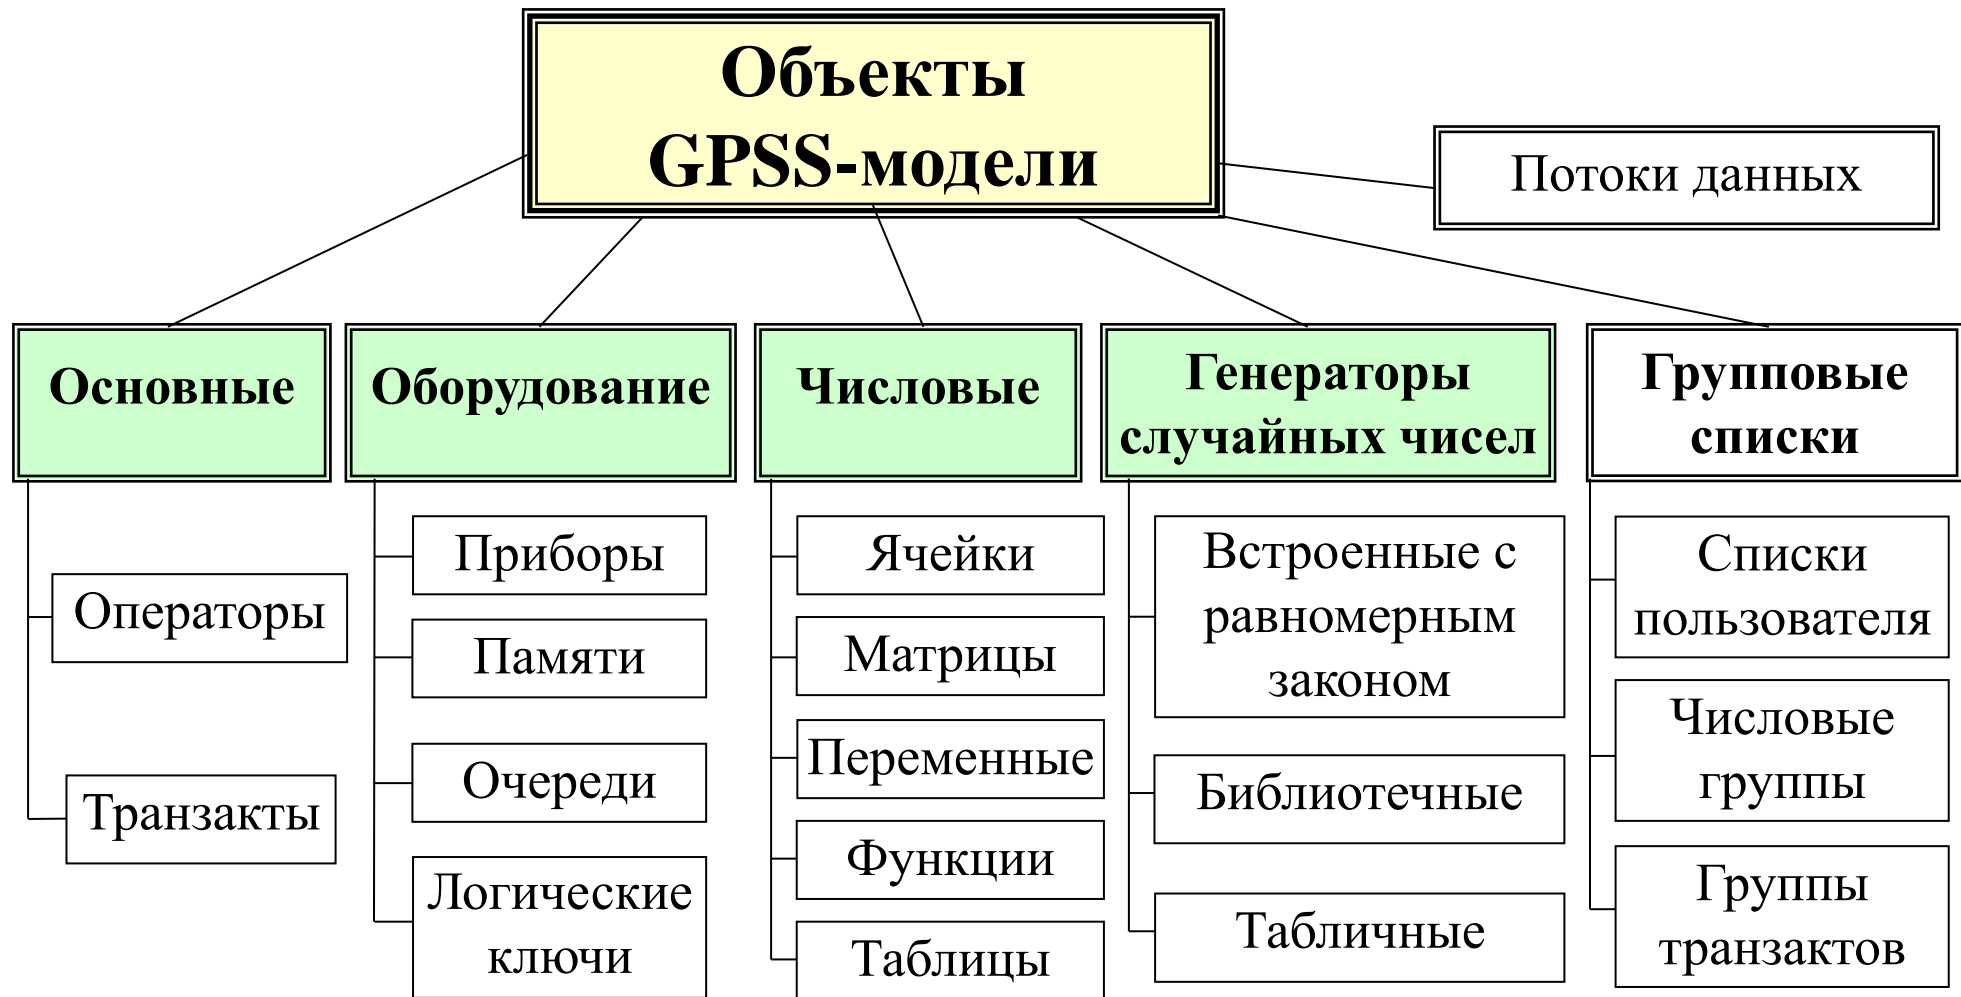 Объекты
GPSS-модели
Потоки данных
Основные
Оборудование
Числовые
Генераторы
случайных чисел
Групповые
списки
Операторы
Транзакты
Приборы
Памяти
Очереди
Логические
ключи
Ячейки
Матрицы
Переменные
Функции
Таблицы
Встроенные с
равномерным
законом
Библиотечные
Табличные
Списки
пользователя
Числовые
группы
Группы
транзактов